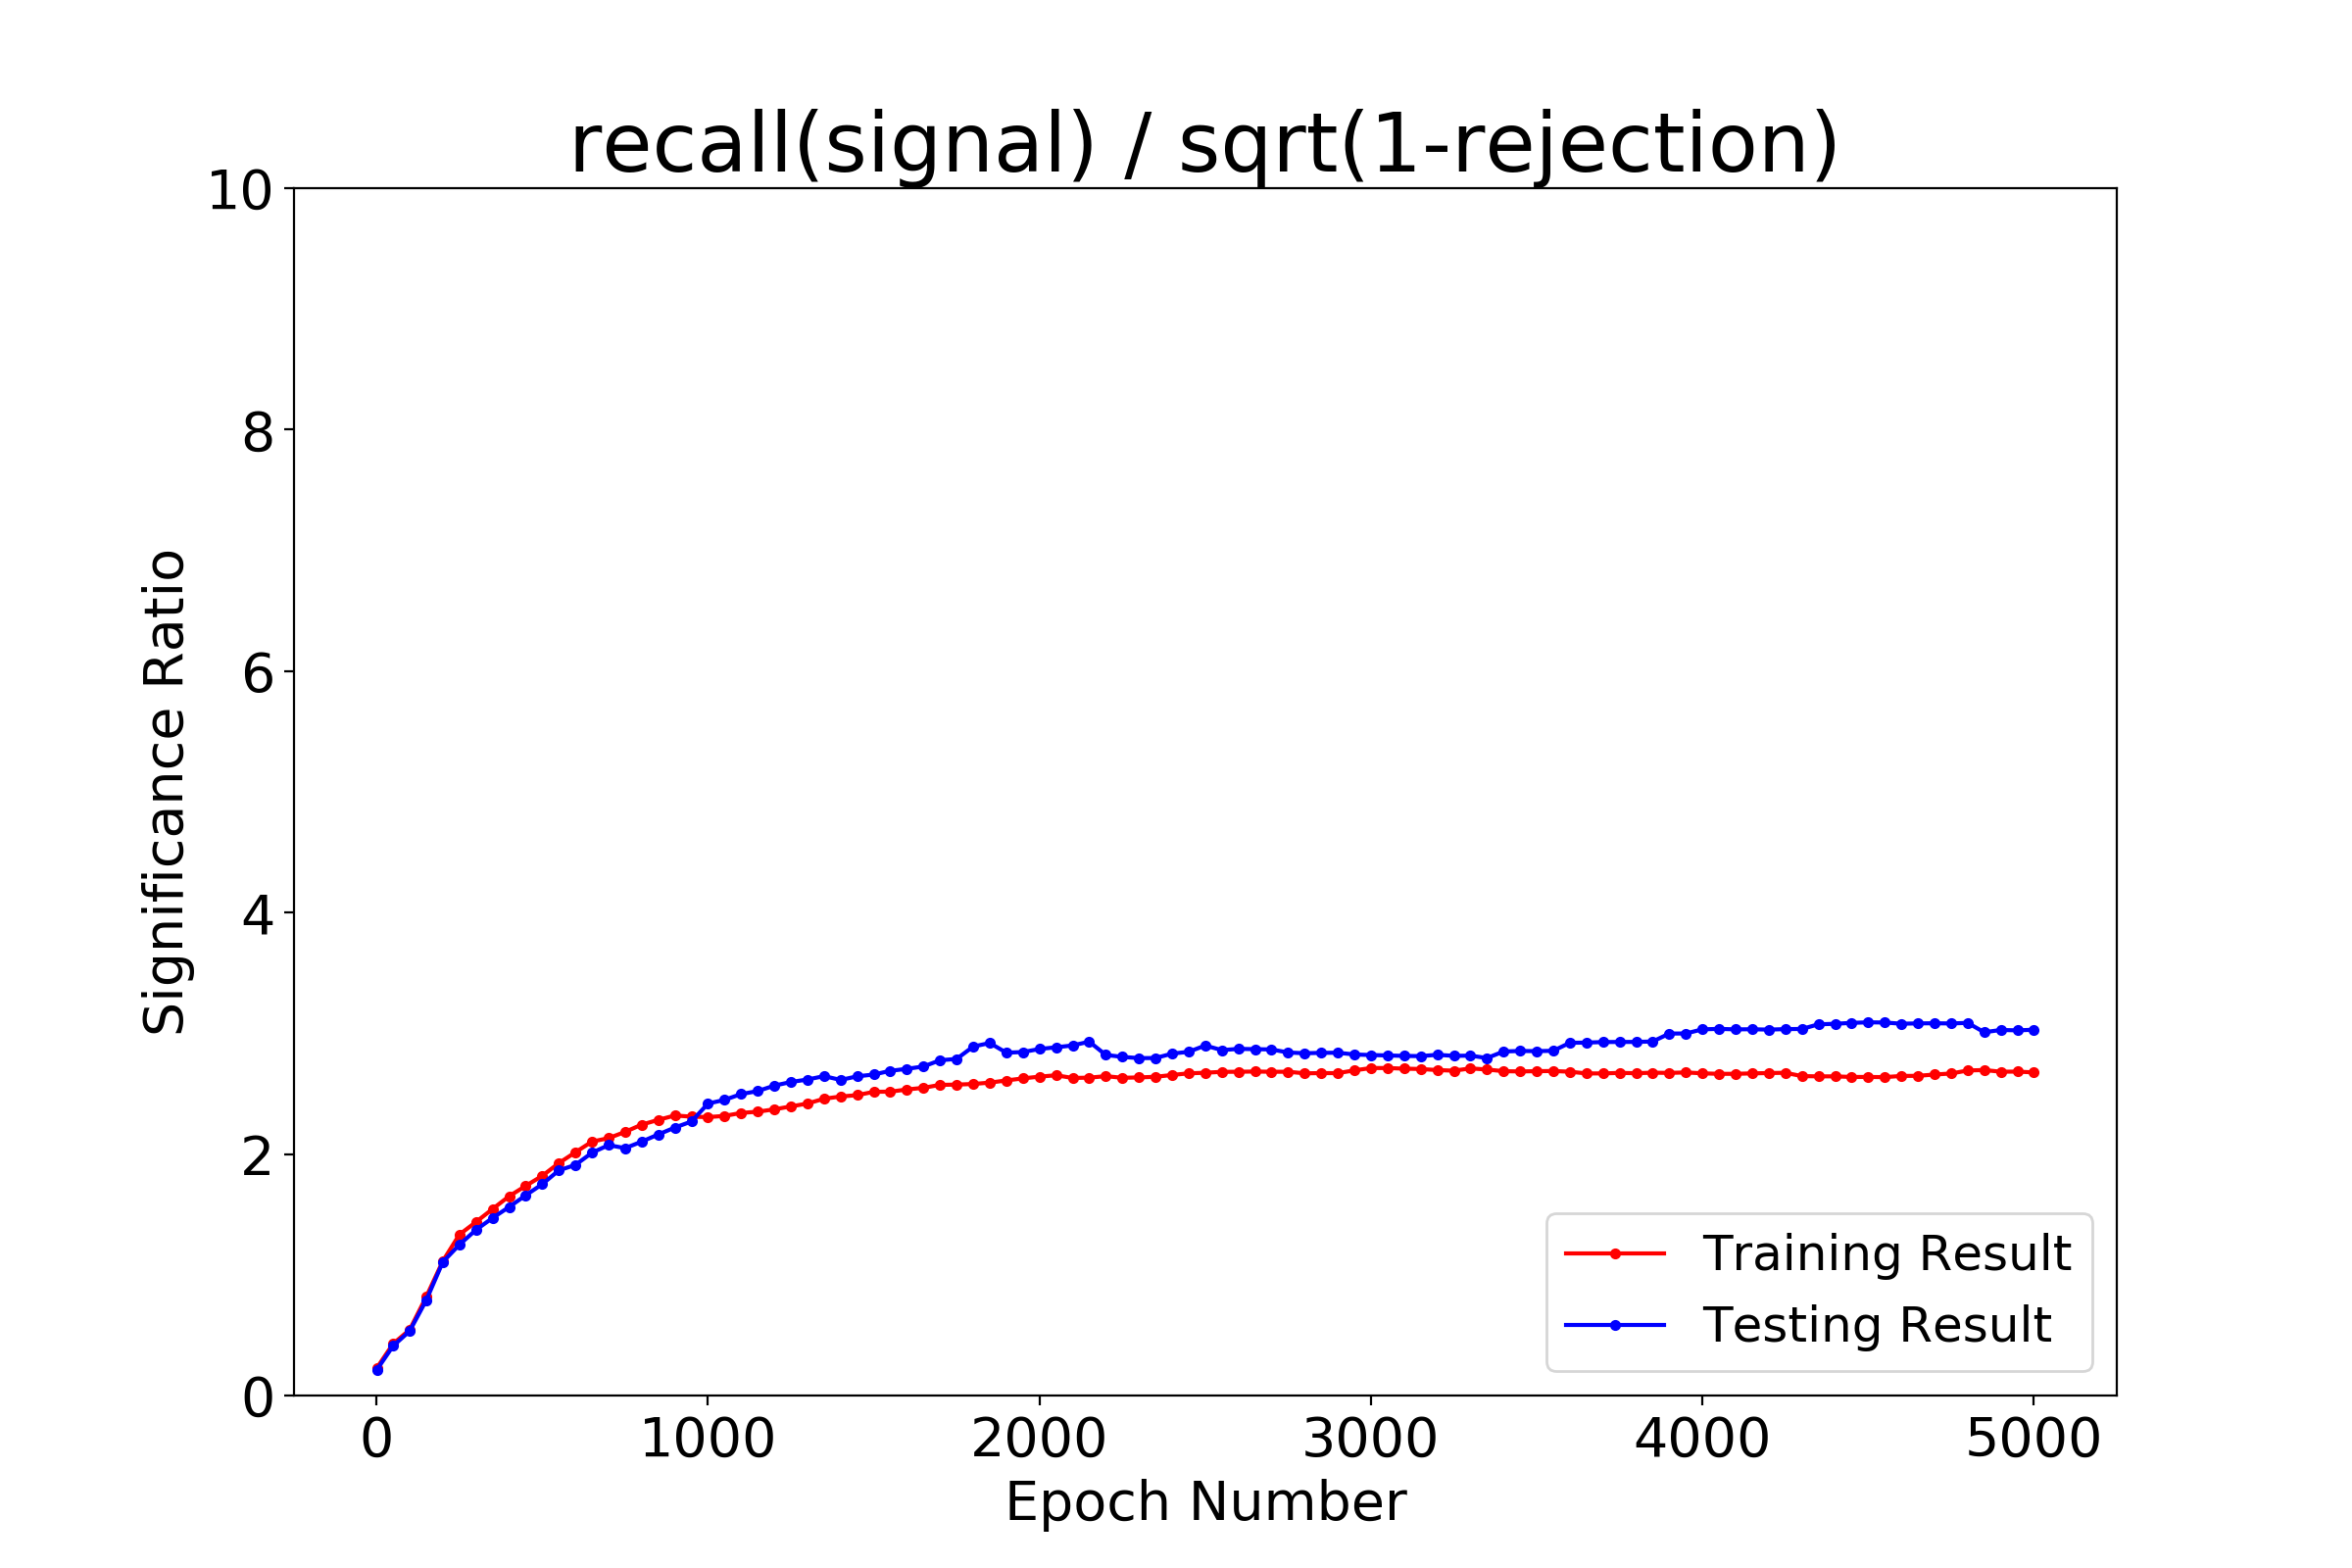 recall(signal) / sqrt(1-rejection)
10
8
6
4
2
0
Significance Ratio
0 1000 2000 3000 4000 5000
Epoch Number
Training Result
Testing Result